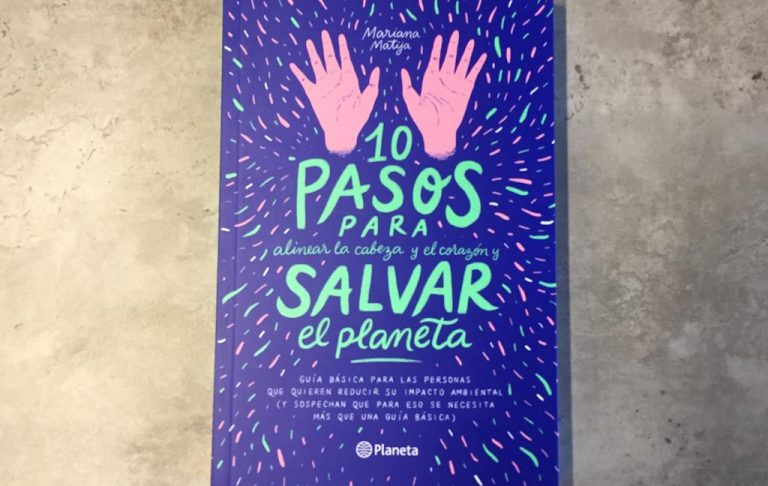 Mariana
Matija
10
PASOS
PARA
alinear la cabeza y el corazón y
SALVAR
el planeta
GUÍA BÁSICA PARA LAS PERSONAS
QUE QUIEREN REDUCIR SU IMPACTO AMBIENTAL
(Y SOSPECHAN QUE PARA ESO SE NECESITA
MÁS QUE UNA GUÍA BÁSICA)
Planeta